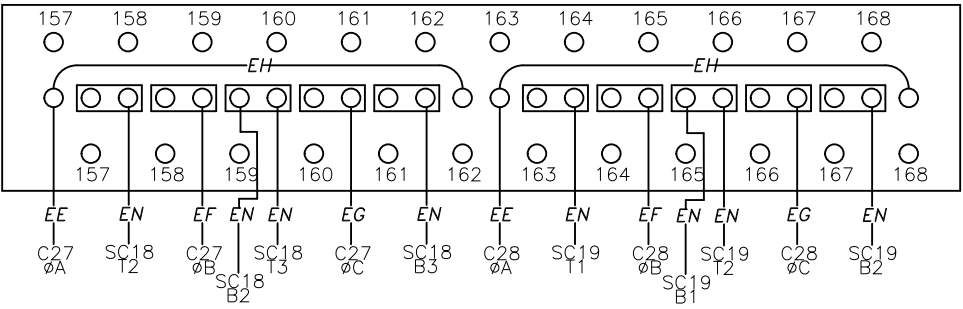 157 158 159 160 161 162 163 164 165 166 167 168
EH EH
157 158 159 160 161 162 163 164 165 166 167 168
EE EN EF EN EN EG EN EE EN EF EN EN EG EN
C27 SC18 C27 SC18 C27 SC18 C28 SC19 C28 SC19 C28 SC19
ØA T2 ØB T3 ØC B3 ØA T1 ØB T2 ØC B2
SC18 SC19
B2 B1